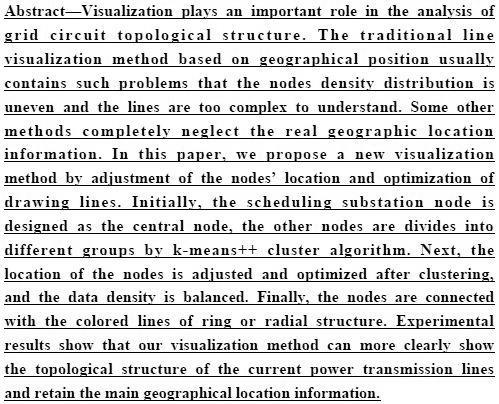 Abstract—Visualization plays an important role in the analysis of
grid circuit topological structure. The traditional line
visualization method based on geographical position usually
contains such problems that the nodes density distribution is
uneven and the lines are too complex to understand. Some other
methods completely neglect the real geographic location
information. In this paper, we propose a new visualization
method by adjustment of the nodes’ location and optimization of
drawing lines. Initially, the scheduling substation node is
designed as the central node, the other nodes are divides into
different groups by k-means++ cluster algorithm. Next, the
location of the nodes is adjusted and optimized after clustering,
and the data density is balanced. Finally, the nodes are connected
with the colored lines of ring or radial structure. Experimental
results show that our visualization method can more clearly show
the topological structure of the current power transmission lines
and retain the main geographical location information.